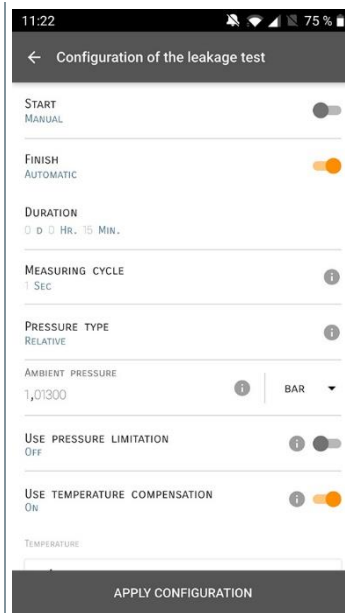 11:22 75 %
Configuration of the leakage test
START
MANUAL
FINISH
AUTOMATIC
DURATION
0 D 0 HR. 15 MIN.
MEASURING CYCLE
1 SEC
PRESSURE TYPE
RELATIVE
AMBIENT PRESSURE
1,01300 BAR
USE PRESSURE LIMITATION
OFF
USE TEMPERATURE COMPENSATION
ON
TEMPERATURE
APPLY CONFIGURATION